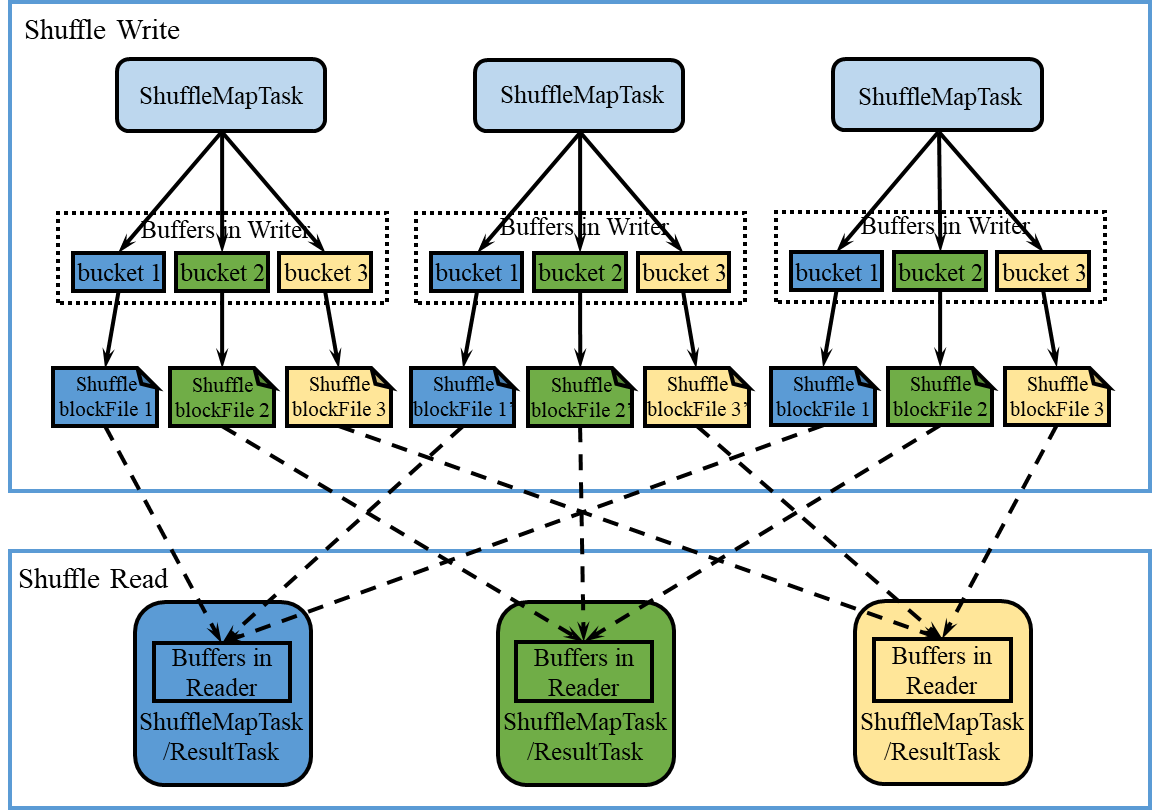 Shuffle Write
ShuffleMapTask
ShuffleMapTask
ShuffleMapTask
Buffers in Writer
Buffers in Writer
Buffers in Writer
bucket 1
bucket 2
bucket 3
bucket 1
bucket 2
bucket 3
bucket 1
bucket 2
bucket 3
Shuffle
blockFile 1
Shuffle
blockFile 2
Shuffle
blockFile 3
Shuffle
blockFile 1’
Shuffle
blockFile 2’
Shuffle
blockFile 3’
Shuffle
blockFile 1
Shuffle
blockFile 2
Shuffle
blockFile 3
Shuffle Read
Buffers in
Reader
ShuffleMapTask
/ResultTask
Buffers in
Reader
ShuffleMapTask
/ResultTask
Buffers in
Reader
ShuffleMapTask
/ResultTask